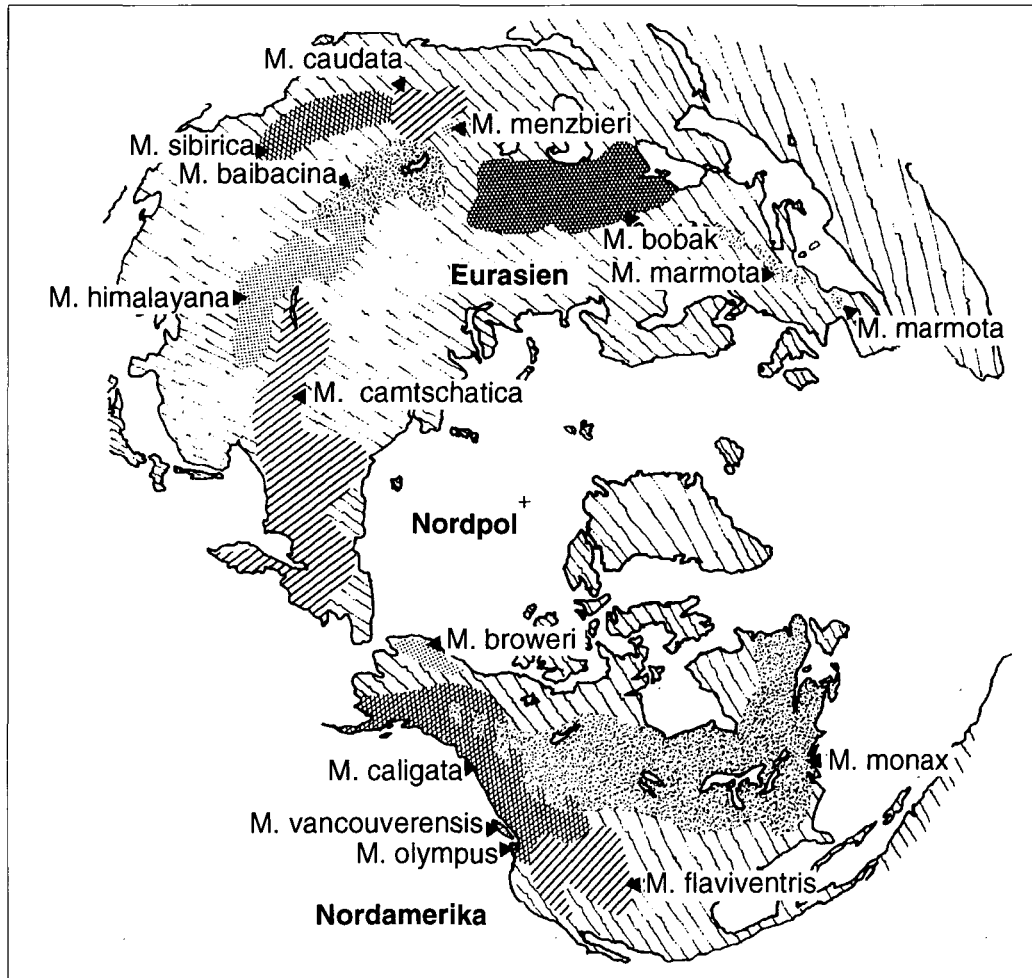 M. caudata
M. menzbieri
M. sibirica
M. baibacina
M. bobak
Eurasien
M. marmota
M. himalayana
M. marmota
M. camtschatica
Nordpol
M. broweri
M. monax
M. caligata
M. vancouverensis
M. olympus
M. flaviventris
Nordamerika